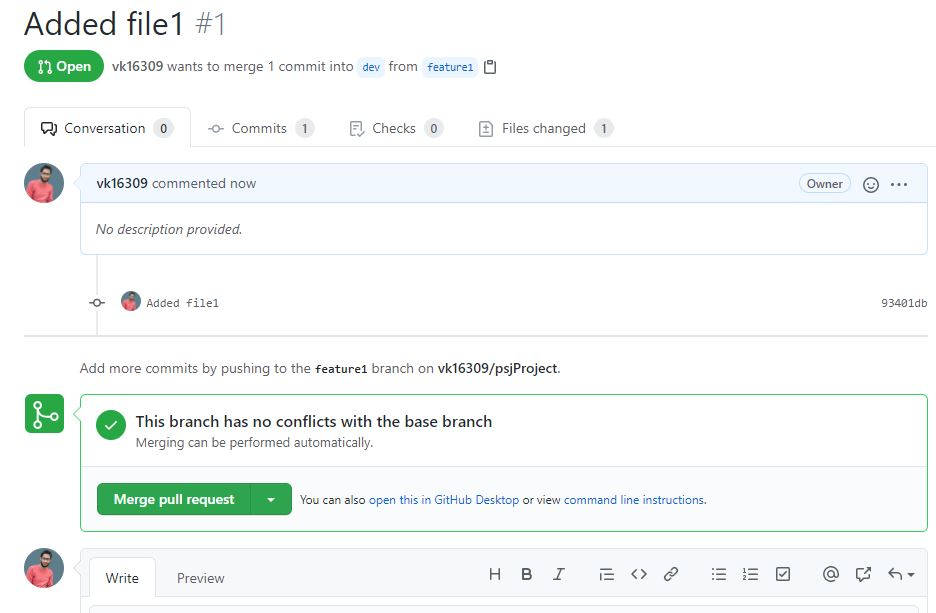 Added file1 #1
Open vk16309 wants to merge 1 commit into dev from feature1
Conversation 0 Commits 1 Checks 0 Files changed 1
vk16309 commented now Owner
No description provided.
Added file1 93401db
Add more commits by pushing to the feature1 branch on vk16309/psjProject.
This branch has no conflicts with the base branch
Merging can be performed automatically.
Merge pull request You can also open this in GitHub Desktop or view command line instructions.
Write Preview